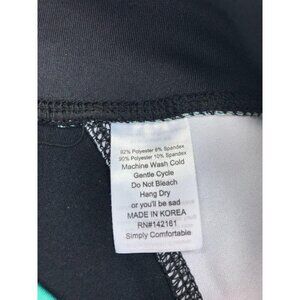 92% Polyester 8% Spandex
90% Polyester 10% Spandex
Machine Wash Cold
Gentle Cycle
Do Not Bleach
Hang Dry
or you'll be sad
MADE IN KOREA
RN#142161
Simply Comfortable